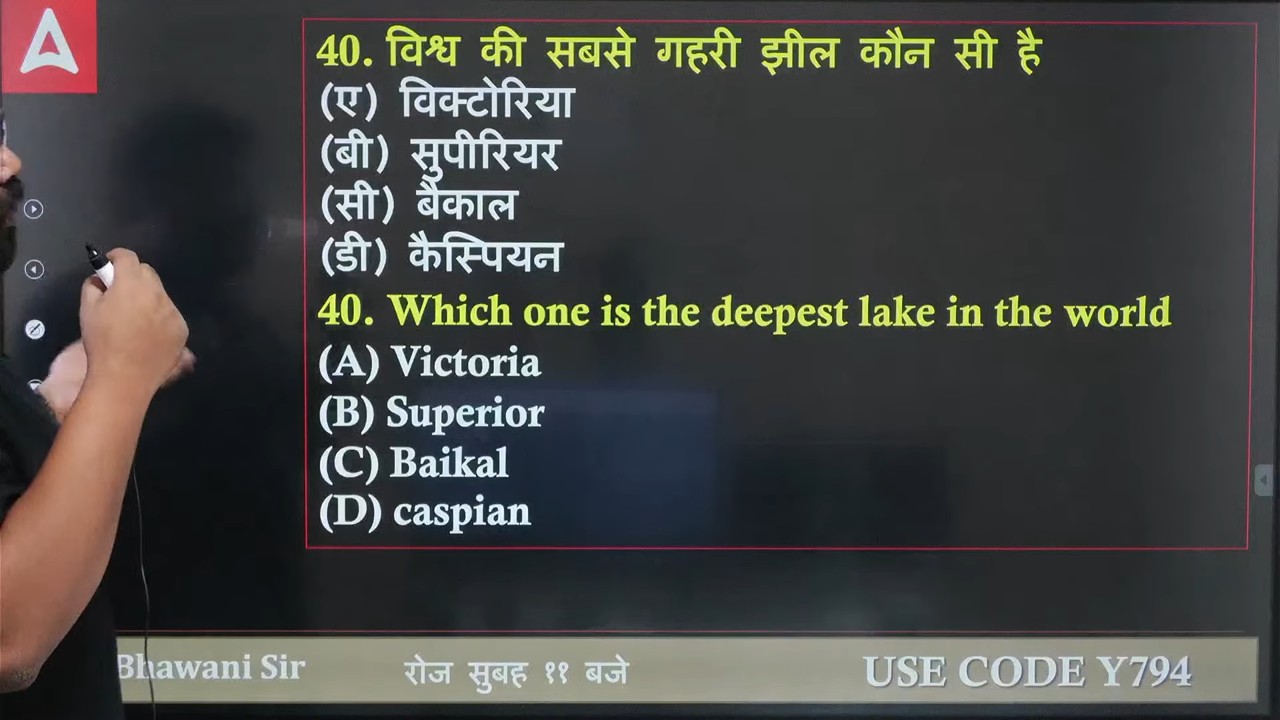 40. विश्व की सबसे गहरी झील कौन सी है
(ए) विक्टोरिया
(बी) सुपीरियर
(सी) बैकाल
(डी) कैस्पियन
40. Which one is the deepest lake in the world
(A) Victoria
(B) Superior
(C) Baikal
(D) caspian
Bhawani Sir रोज सुबह ११ बजे USE CODE Y794